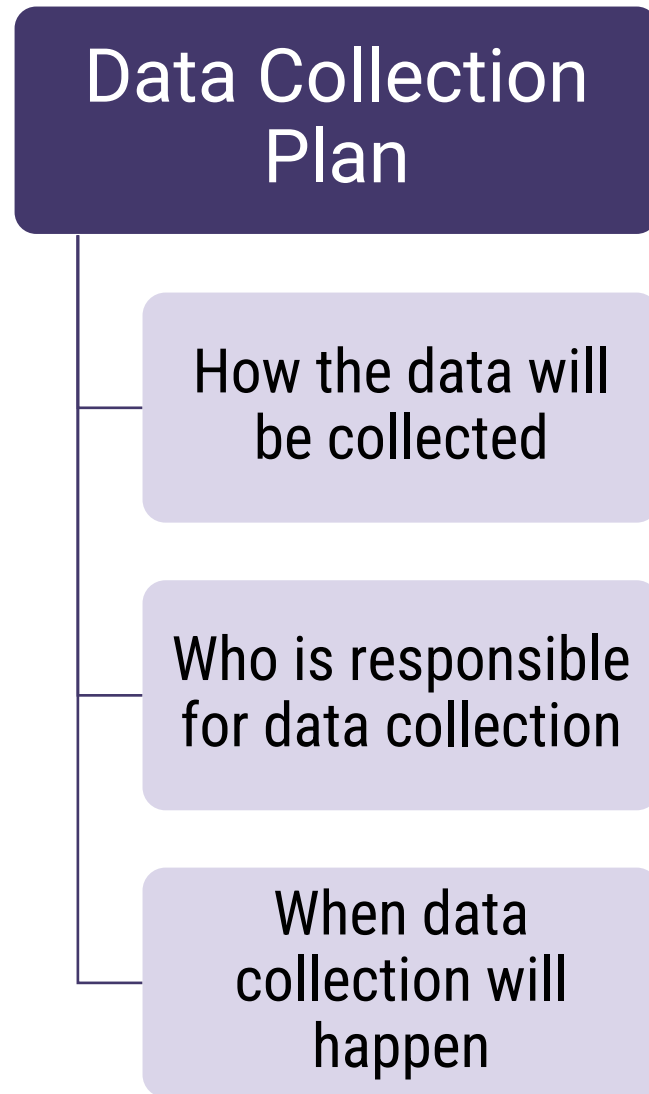 Data Collection
Plan
How the data will
be collected
Who is responsible
for data collection
When data
collection will
happen